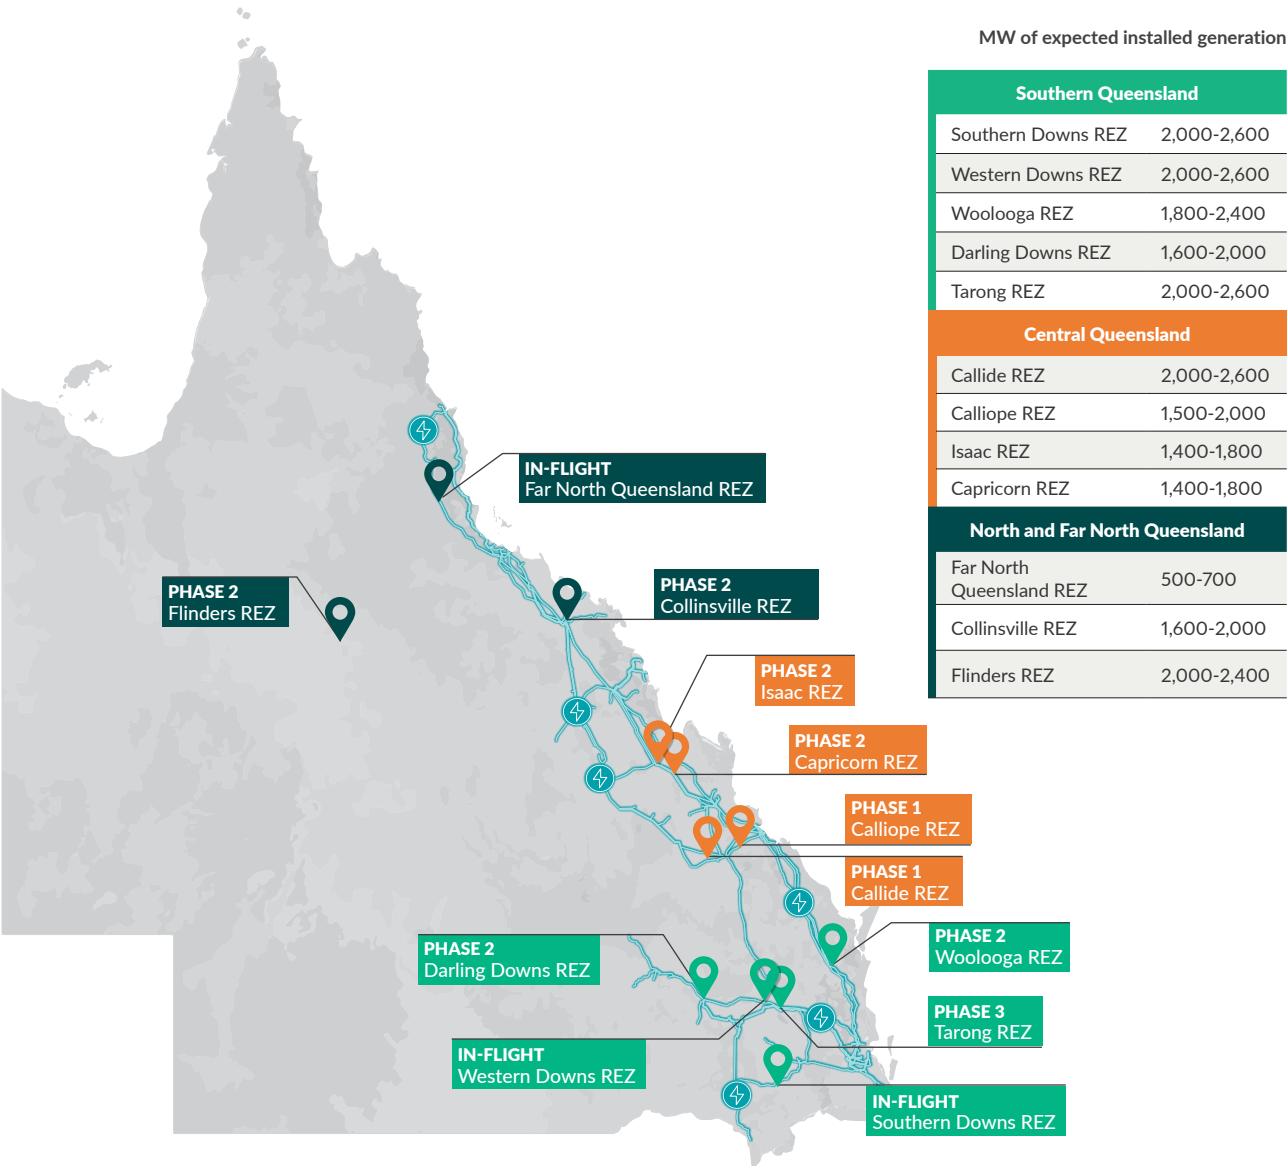 MW of expected installed generation
Southern Queensland
Southern Downs REZ 2,000-2,600
Western Downs REZ 2,000-2,600
Woolooga REZ 1,800-2,400
Darling Downs REZ 1,600-2,000
Tarong REZ 2,000-2,600
Central Queensland
Callide REZ 2,000-2,600
Calliope REZ 1,500-2,000
Isaac REZ 1,400-1,800
Capricorn REZ 1,400-1,800
North and Far North Queensland
Far North
Queensland REZ 500-700
Collinsville REZ 1,600-2,000
Flinders REZ 2,000-2,400
IN-FLIGHT
Far North Queensland REZ
PHASE 2
Flinders REZ
PHASE 2
Collinsville REZ
PHASE 2
Isaac REZ
PHASE 2
Capricorn REZ
PHASE 1
Calliope REZ
PHASE 1
Callide REZ
PHASE 2
Woolooga REZ
PHASE 2
Darling Downs REZ
PHASE 3
Tarong REZ
IN-FLIGHT
Western Downs REZ
IN-FLIGHT
Southern Downs REZ